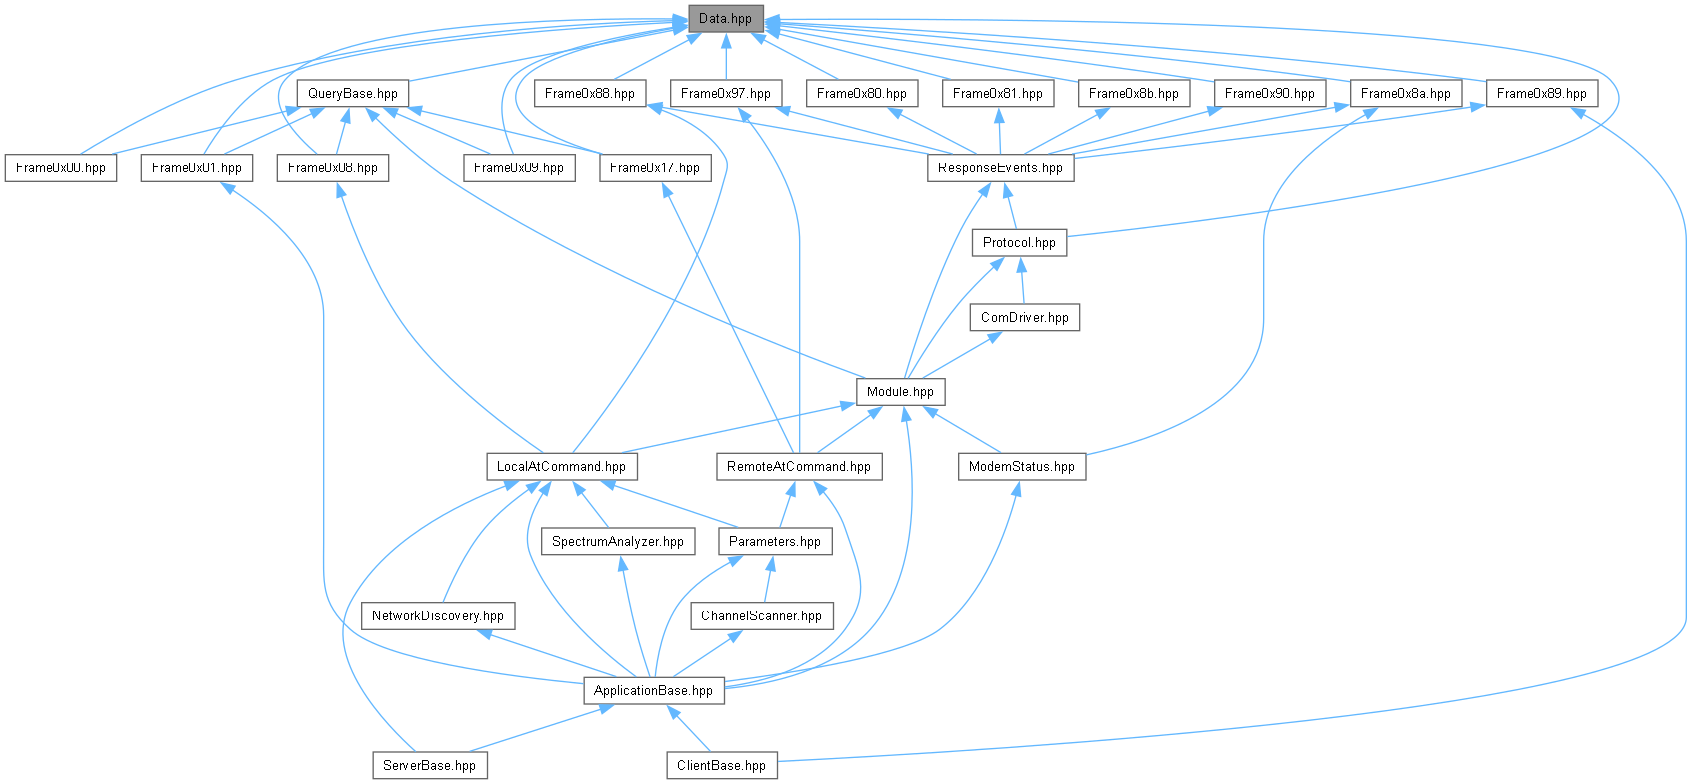 Data.hpp
QueryBase.hpp
Frame0x88.hpp
Frame0x97.hpp
Frame0x80.hpp
Frame0x81.hpp
Frame0x8b.hpp
Frame0x90.hpp
Frame0x8a.hpp
Frame0x89.hpp
Frame0x00.hpp
Frame0x01.hpp
Frame0x08.hpp
Frame0x09.hpp
Frame0x17.hpp
ResponseEvents.hpp
Protocol.hpp
ComDriver.hpp
Module.hpp
LocalAtCommand.hpp
RemoteAtCommand.hpp
ModemStatus.hpp
SpectrumAnalyzer.hpp
Parameters.hpp
NetworkDiscovery.hpp
ChannelScanner.hpp
ApplicationBase.hpp
ServerBase.hpp
ClientBase.hpp